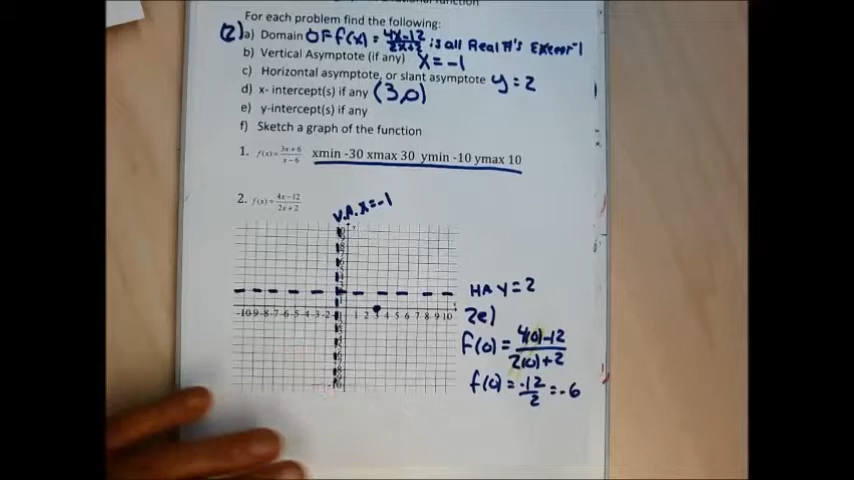 function
For each problem find the following:
(2) a) Domain OF f(x) = 4x-12 / 2x+2 is all Real #'s Except -1
b) Vertical Asymptote (if any) x = -1
c) Horizontal asymptote, or slant asymptote y = 2
d) x- intercept(s) if any (3,0)
e) y-intercept(s) if any
f) Sketch a graph of the function
1. f(x)= 3x+6 / x-6 xmin -30 xmax 30 ymin -10 ymax 10
2. f(x)= 4x-12 / 2x+2
V.A. x=-1
HA y = 2
-10 -9 -8 -7 -6 -5 -4 -3 -2 1 2 3 4 5 6 7 8 9 10
2e)
f(0) = 4(0)-12 / 2(0)+2
f(0) = -12 / 2 = -6